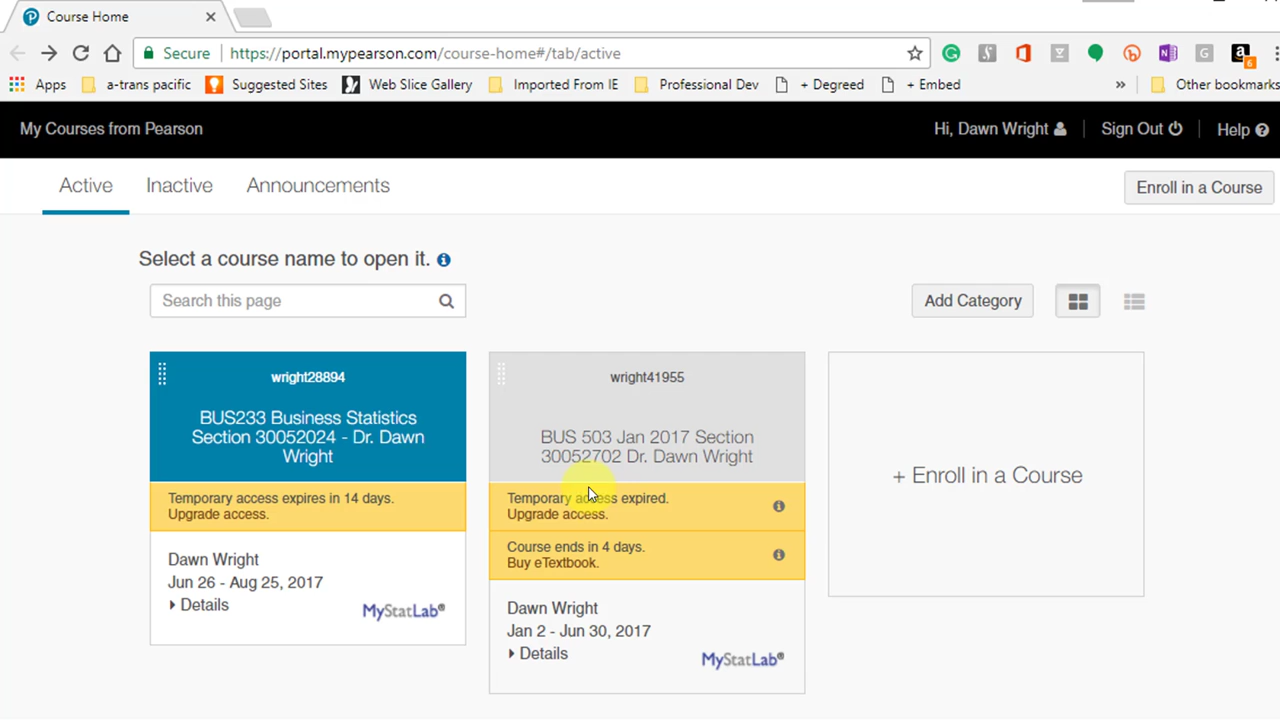 Course Home
Secure https://portal.mypearson.com/course-home#/tab/active
6
Apps a-trans pacific Suggested Sites Web Slice Gallery Imported From IE Professional Dev + Degreed + Embed » Other bookmarks
My Courses from Pearson Hi, Dawn Wright Sign Out Help
Active Inactive Announcements Enroll in a Course
Select a course name to open it.
Search this page Add Category
wright28894
BUS233 Business Statistics
Section 30052024 - Dr. Dawn
Wright
Temporary access expires in 14 days.
Upgrade access.
Dawn Wright
Jun 26 - Aug 25, 2017
Details
MyStatLab®
wright41955
BUS 503 Jan 2017 Section
30052702 Dr. Dawn Wright
Temporary access expired.
Upgrade access.
Course ends in 4 days.
Buy eTextbook.
Dawn Wright
Jan 2 - Jun 30, 2017
Details
MyStatLab®
+ Enroll in a Course